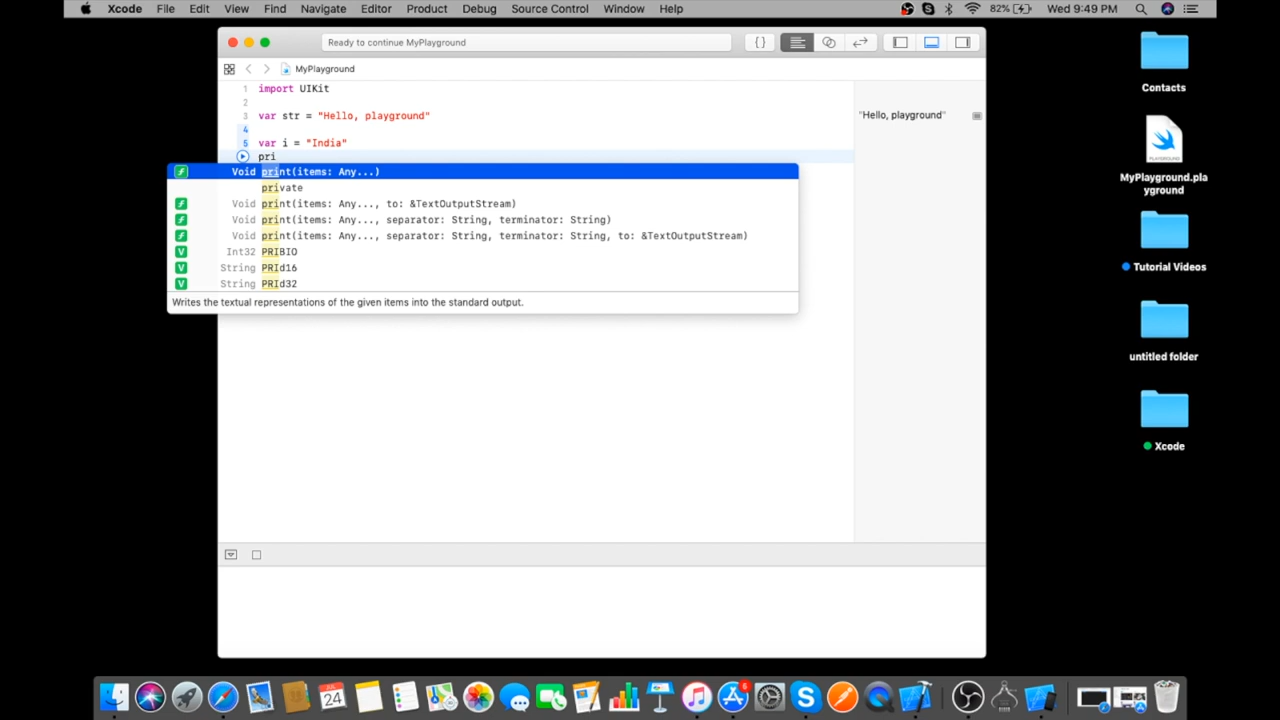 Xcode File Edit View Find Navigate Editor Product Debug Source Control Window Help 82% Wed 9:49 PM
Ready to continue MyPlayground
{}
MyPlayground
1 import UIKit
2
3 var str = "Hello, playground"
"Hello, playground"
4
5 var i = "India"
pri
Void print(items: Any...)
private
Void print(items: Any..., to: &TextOutputStream)
Void print(items: Any..., separator: String, terminator: String)
Void print(items: Any..., separator: String, terminator: String, to: &TextOutputStream)
Int32 PRIBIO
String PRId16
String PRId32
Writes the textual representations of the given items into the standard output.
Contacts
PLAYGROUND
MyPlayground.pla
yground
Tutorial Videos
untitled folder
Xcode
24
6